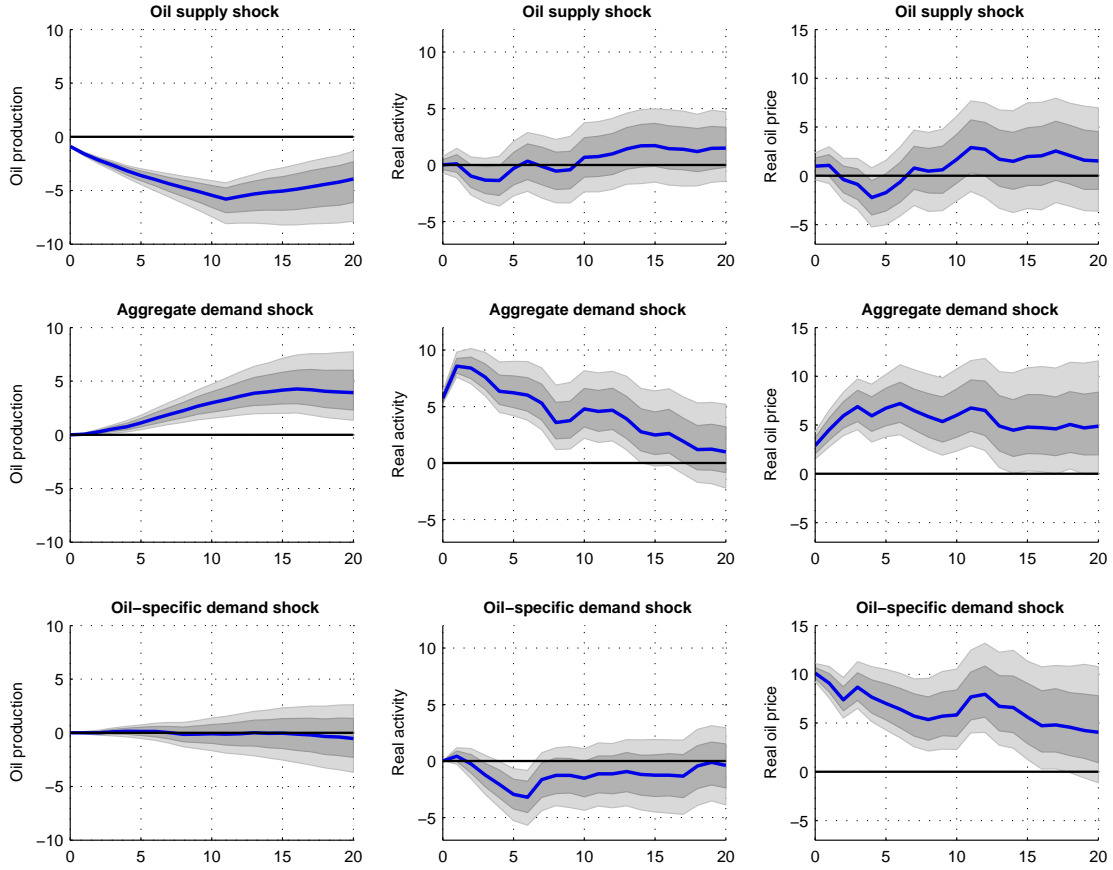 Oil supply shock
Oil production
10
5
0
−5
−10
0 5 10 15 20
Oil supply shock
Real activity
10
5
0
−5
0 5 10 15 20
Oil supply shock
Real oil price
15
10
5
0
−5
0 5 10 15 20
Aggregate demand shock
Oil production
10
5
0
−5
−10
0 5 10 15 20
Aggregate demand shock
Real activity
10
5
0
−5
0 5 10 15 20
Aggregate demand shock
Real oil price
15
10
5
0
−5
0 5 10 15 20
Oil−specific demand shock
Oil production
10
5
0
−5
−10
0 5 10 15 20
Oil−specific demand shock
Real activity
10
5
0
−5
0 5 10 15 20
Oil−specific demand shock
Real oil price
15
10
5
0
−5
0 5 10 15 20